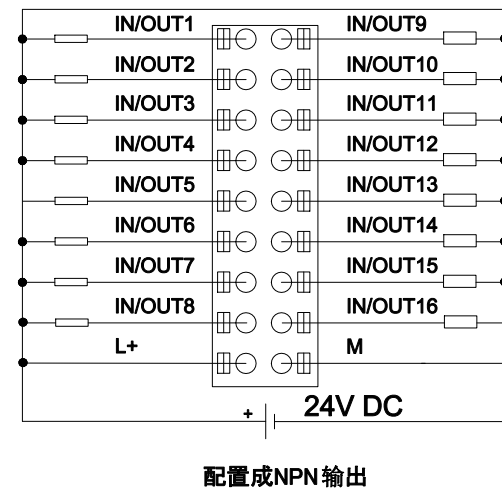 IN/OUT1 IN/OUT9
IN/OUT2 IN/OUT10
IN/OUT3 IN/OUT11
IN/OUT4 IN/OUT12
IN/OUT5 IN/OUT13
IN/OUT6 IN/OUT14
IN/OUT7 IN/OUT15
IN/OUT8 IN/OUT16
L+ M
+ 24V DC
配置成NPN输出